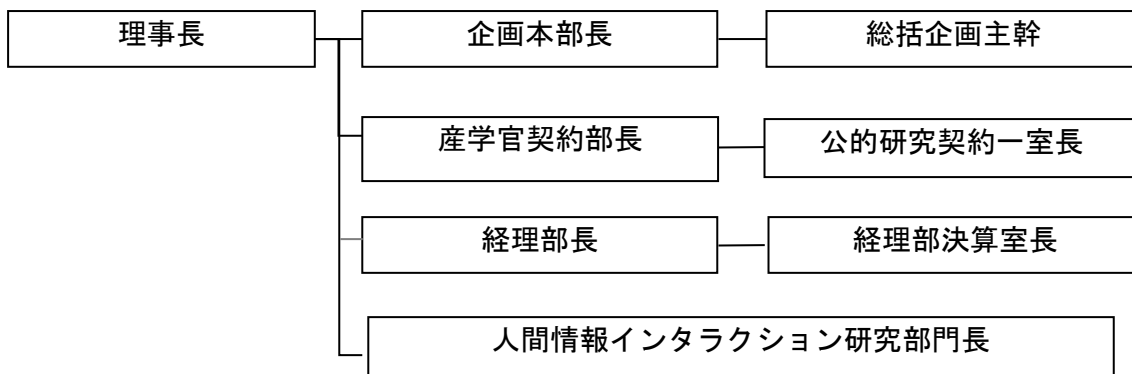 理事長
企画本部長
総括企画主幹
産学官契約部長
公的研究契約一室長
経理部長
経理部決算室長
人間情報インタラクション研究部門長